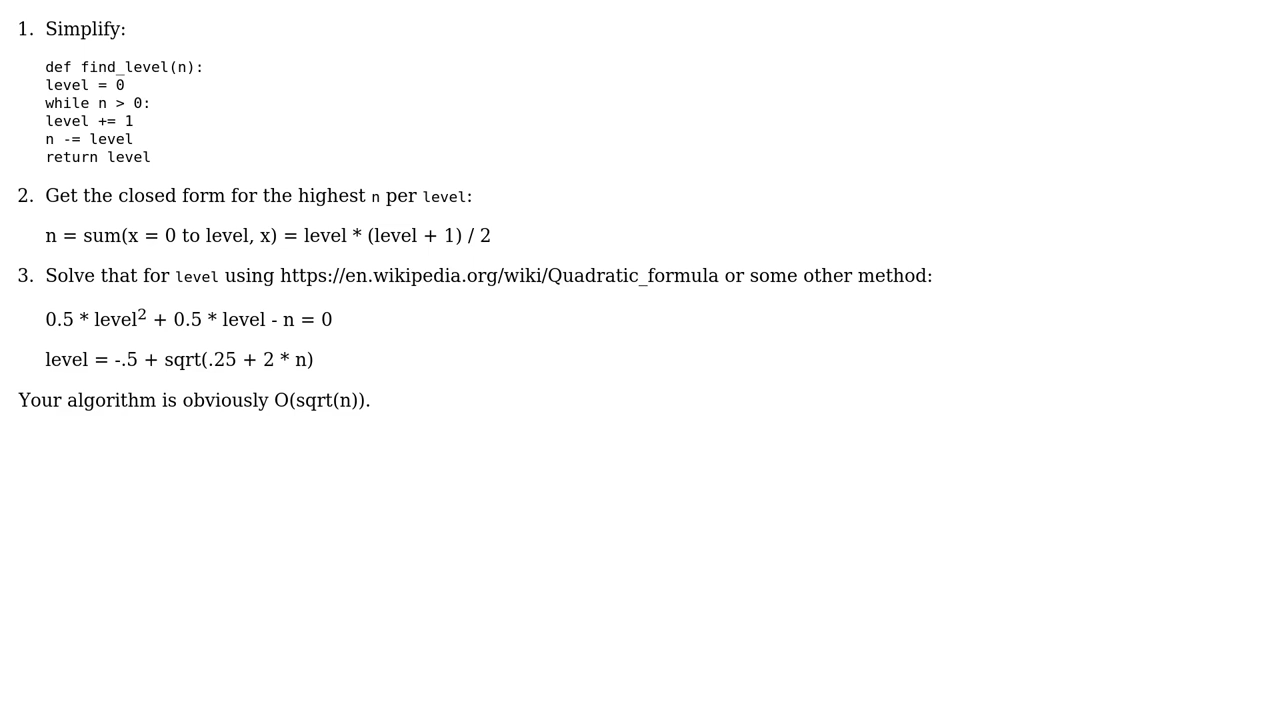 1. Simplify:
def find_level(n):
level = 0
while n > 0:
level += 1
n -= level
return level
2. Get the closed form for the highest n per level:
n = sum(x = 0 to level, x) = level * (level + 1) / 2
3. Solve that for level using https://en.wikipedia.org/wiki/Quadratic_formula or some other method:
0.5 * level² + 0.5 * level - n = 0
level = -.5 + sqrt(.25 + 2 * n)
Your algorithm is obviously O(sqrt(n)).